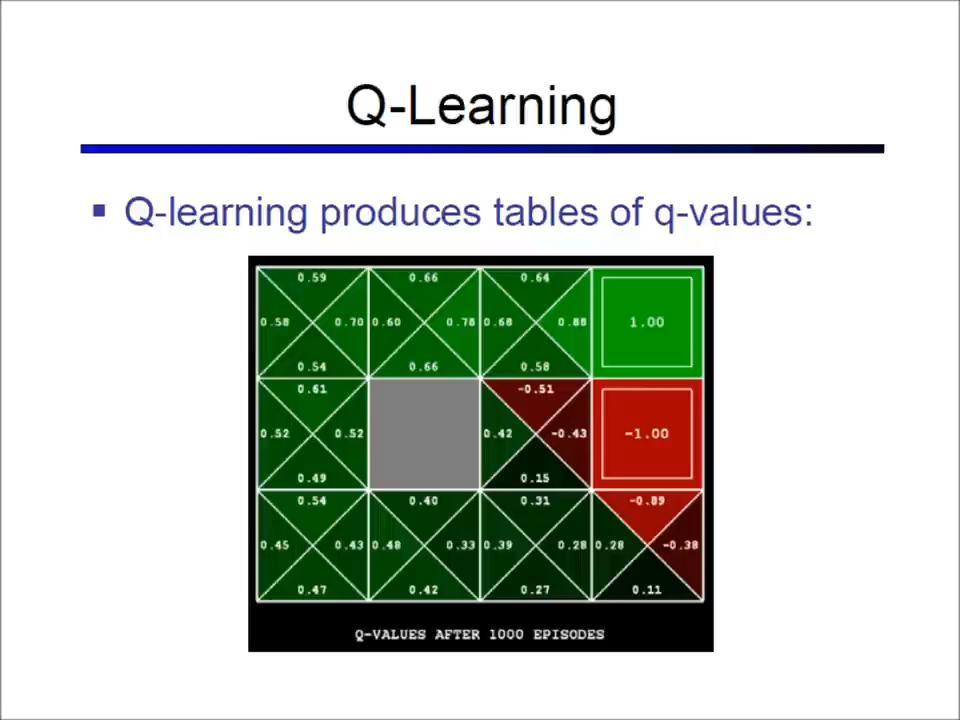 Q-Learning
▪ Q-learning produces tables of q-values:
0.59 0.66 0.64
0.58 0.70 0.60 0.78 0.68 0.88 1.00
0.54 0.66 0.58
0.61 -0.51
0.52 0.52 0.42 -0.43 -1.00
0.49 0.15
0.54 0.40 0.31 -0.89
0.45 0.43 0.48 0.33 0.39 0.28 0.28 -0.38
0.47 0.42 0.27 0.11
Q-VALUES AFTER 1000 EPISODES